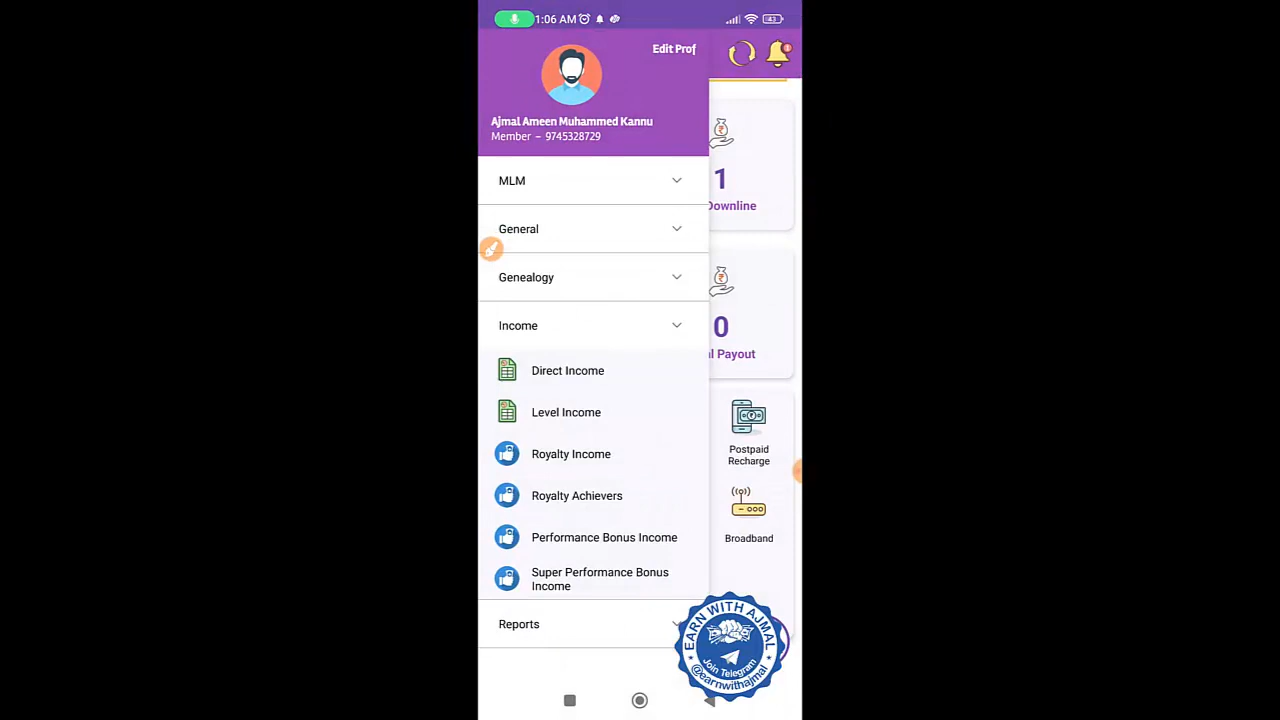 1:06 AM
43
Edit Prof
1
Ajmal Ameen Muhammed Kannu
Member - 9745328729
MLM
General
Genealogy
Income
Direct Income
Level Income
Royalty Income
Royalty Achievers
Performance Bonus Income
Super Performance Bonus
Income
Reports
1
Downline
0
l Payout
Postpaid
Recharge
Broadband
EARN WITH AJMAL
Join Telegram
@earnwithajmal